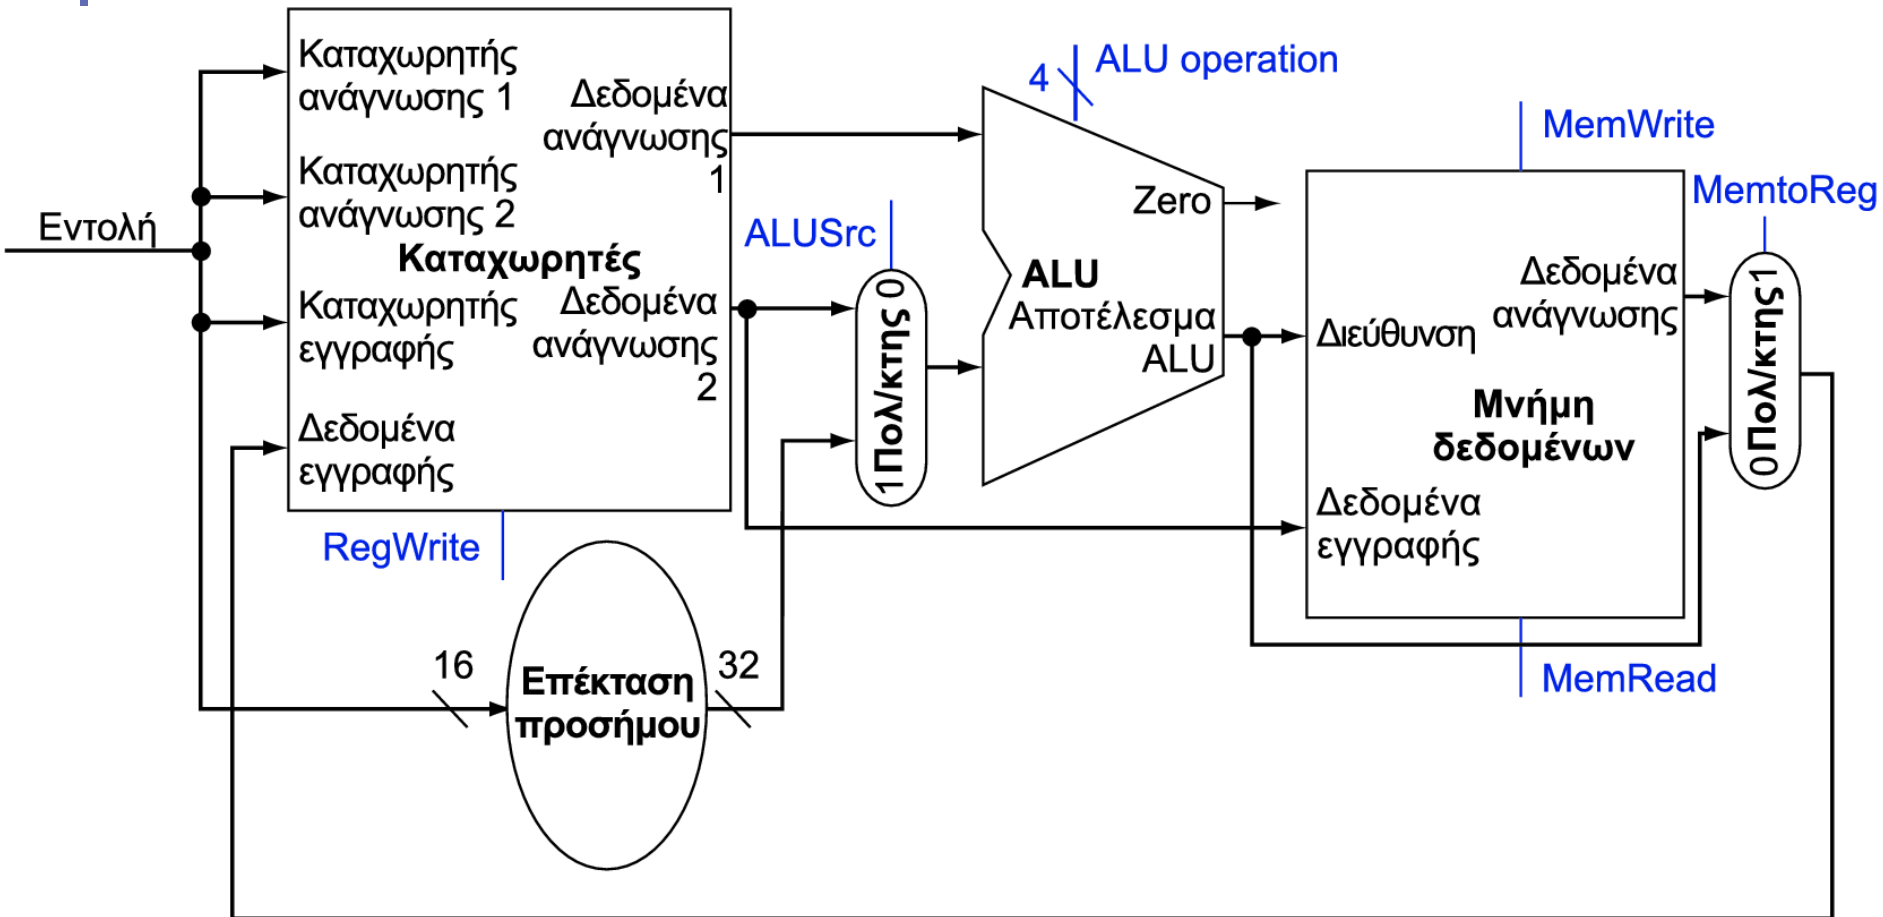 Εντολή
Καταχωρητής
ανάγνωσης 1
Καταχωρητής
ανάγνωσης 2
Καταχωρητές
Καταχωρητής
εγγραφής
Δεδομένα
εγγραφής
Δεδομένα
ανάγνωσης
1
Δεδομένα
ανάγνωσης
2
RegWrite
16
Επέκταση
προσήμου
32
ALUSrc
0
Πολ/κτης
1
4
ALU operation
Zero
ALU
Αποτέλεσμα
ALU
MemWrite
Διεύθυνση
Δεδομένα
ανάγνωσης
Μνήμη
δεδομένων
Δεδομένα
εγγραφής
MemRead
MemtoReg
1
Πολ/κτης
0